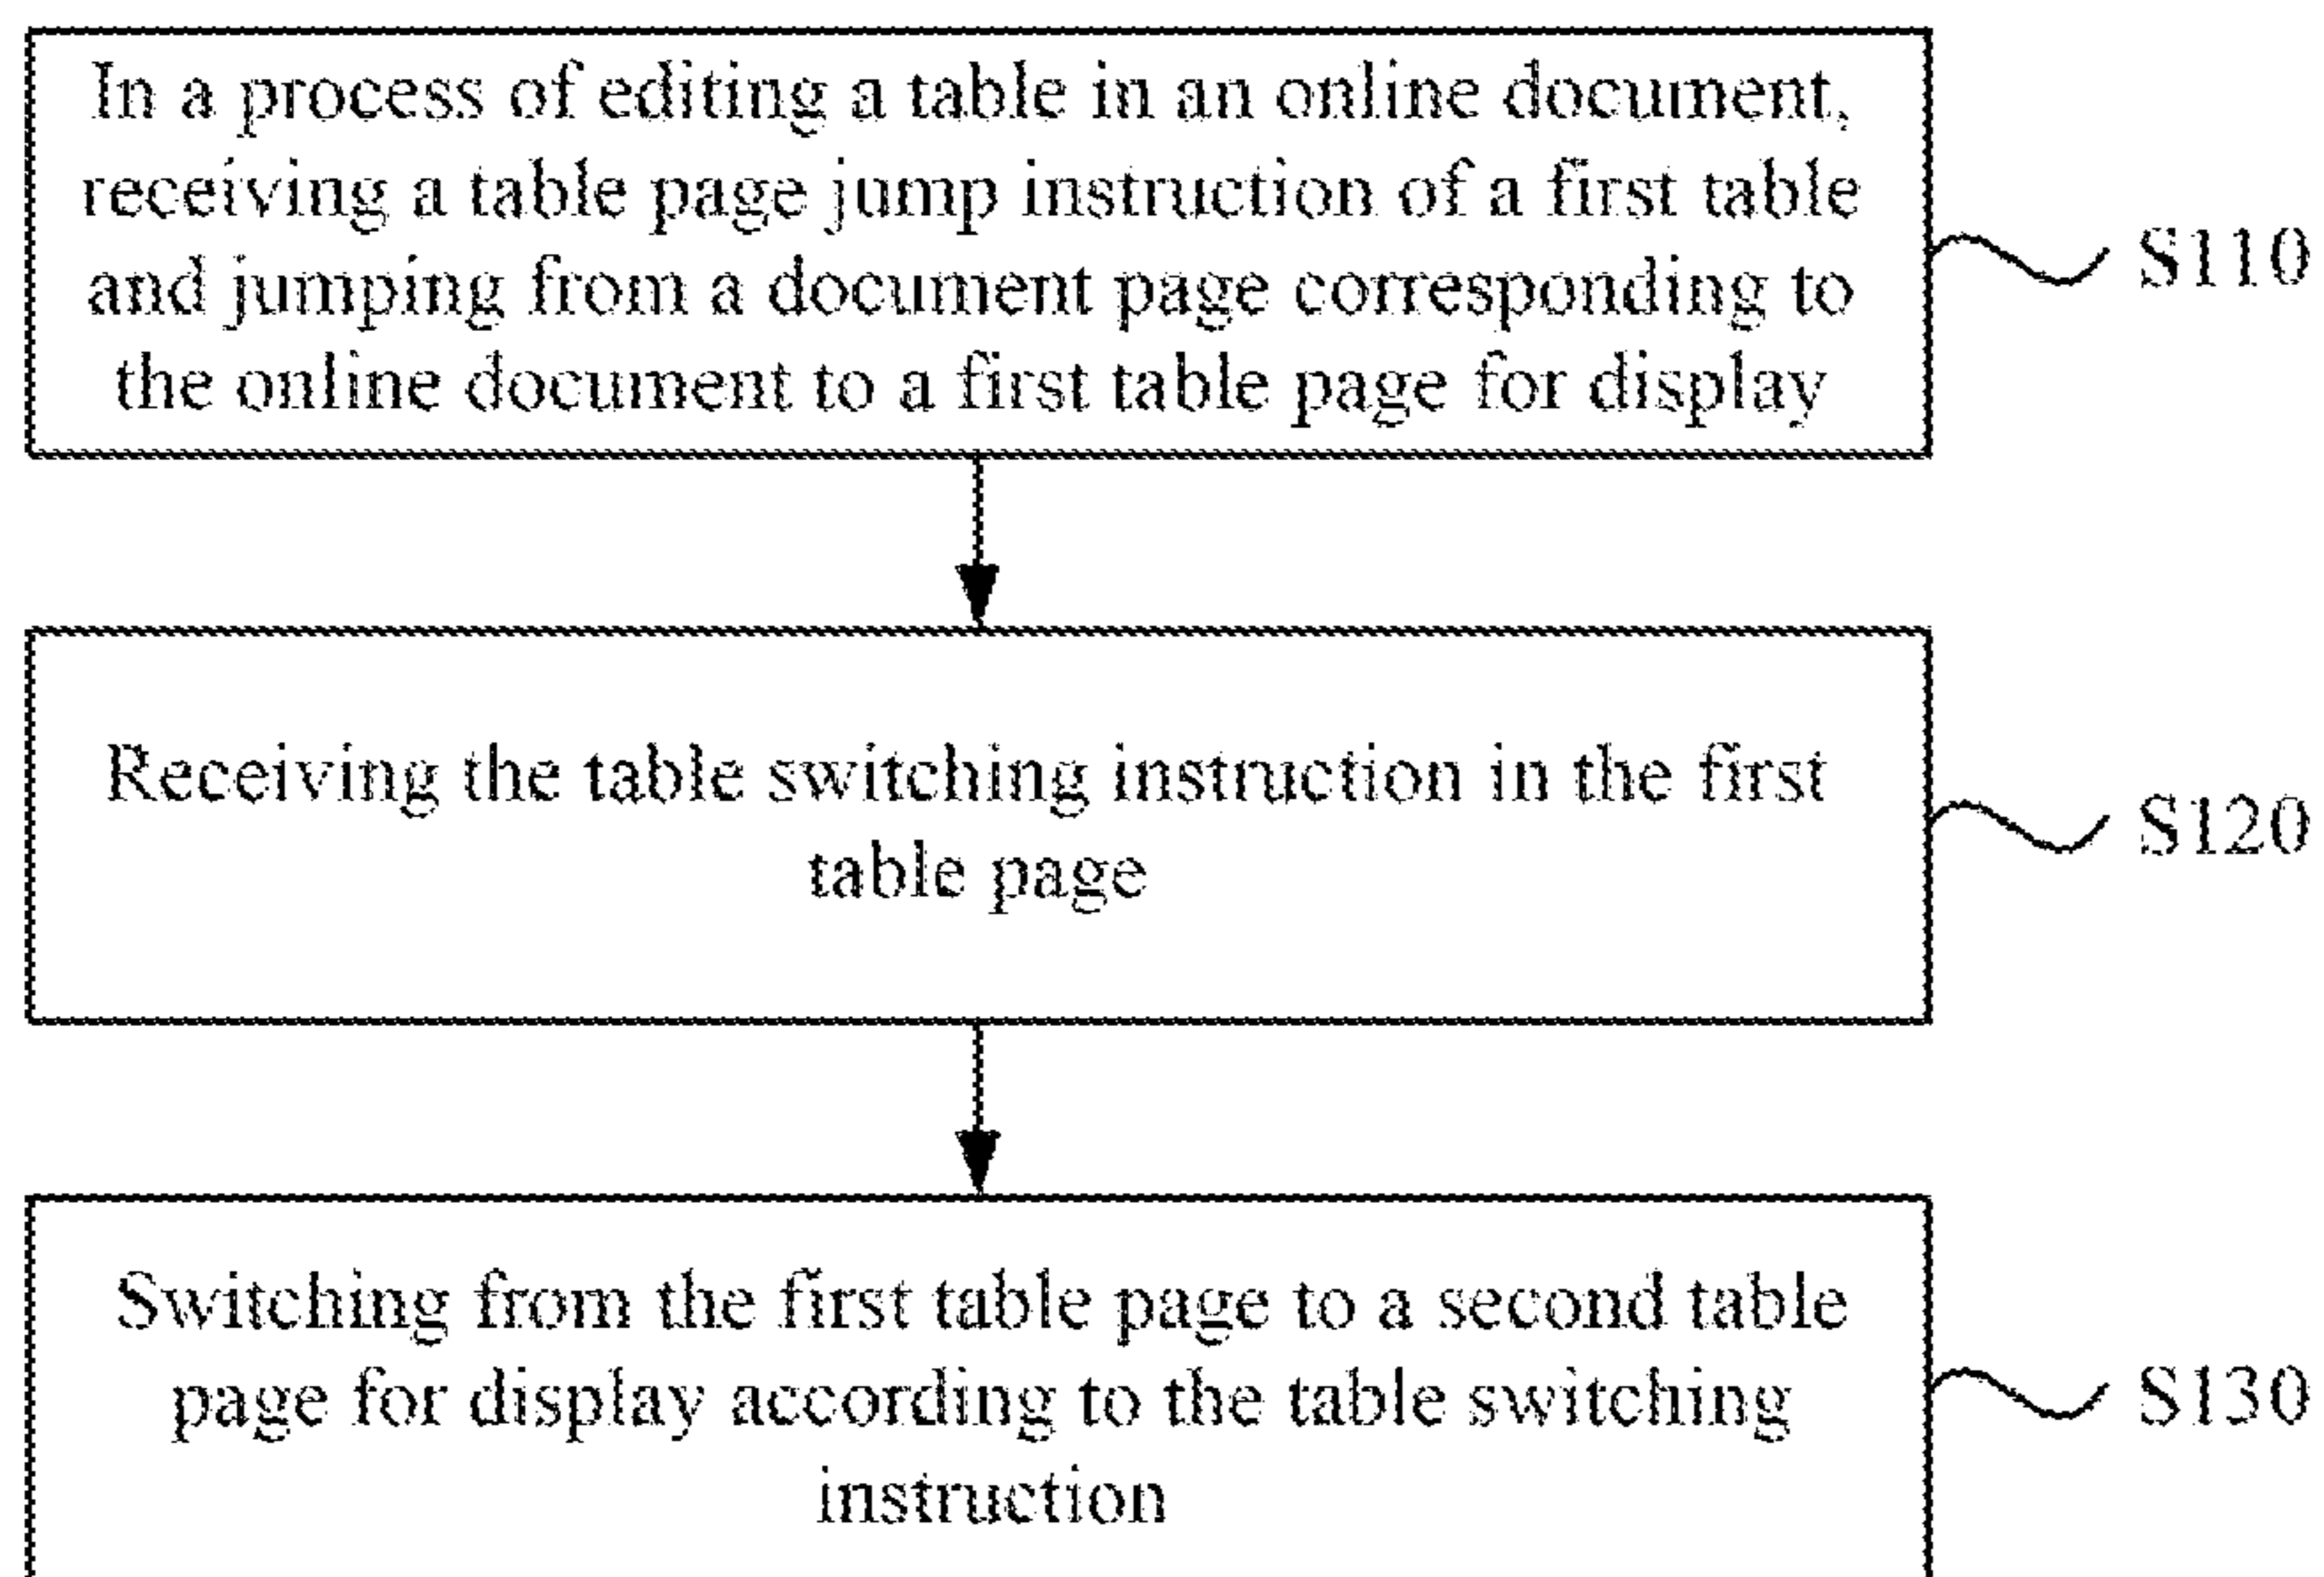 In a process of editing a table in an online document,
receiving a table page jump instruction of a first table
and jumping from a document page corresponding to
the online document to a first table page for display
S110
Receiving the table switching instruction in the first
table page
S120
Switching from the first table page to a second table
page for display according to the table switching
instruction
S130